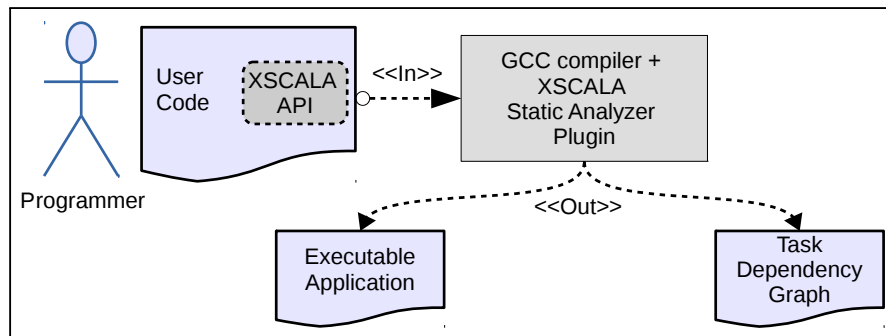 User
Code
XSCALA
API
<<In>>
GCC compiler +
XSCALA
Static Analyzer
Plugin
Programmer
<<Out>>
Executable
Application
Task
Dependency
Graph